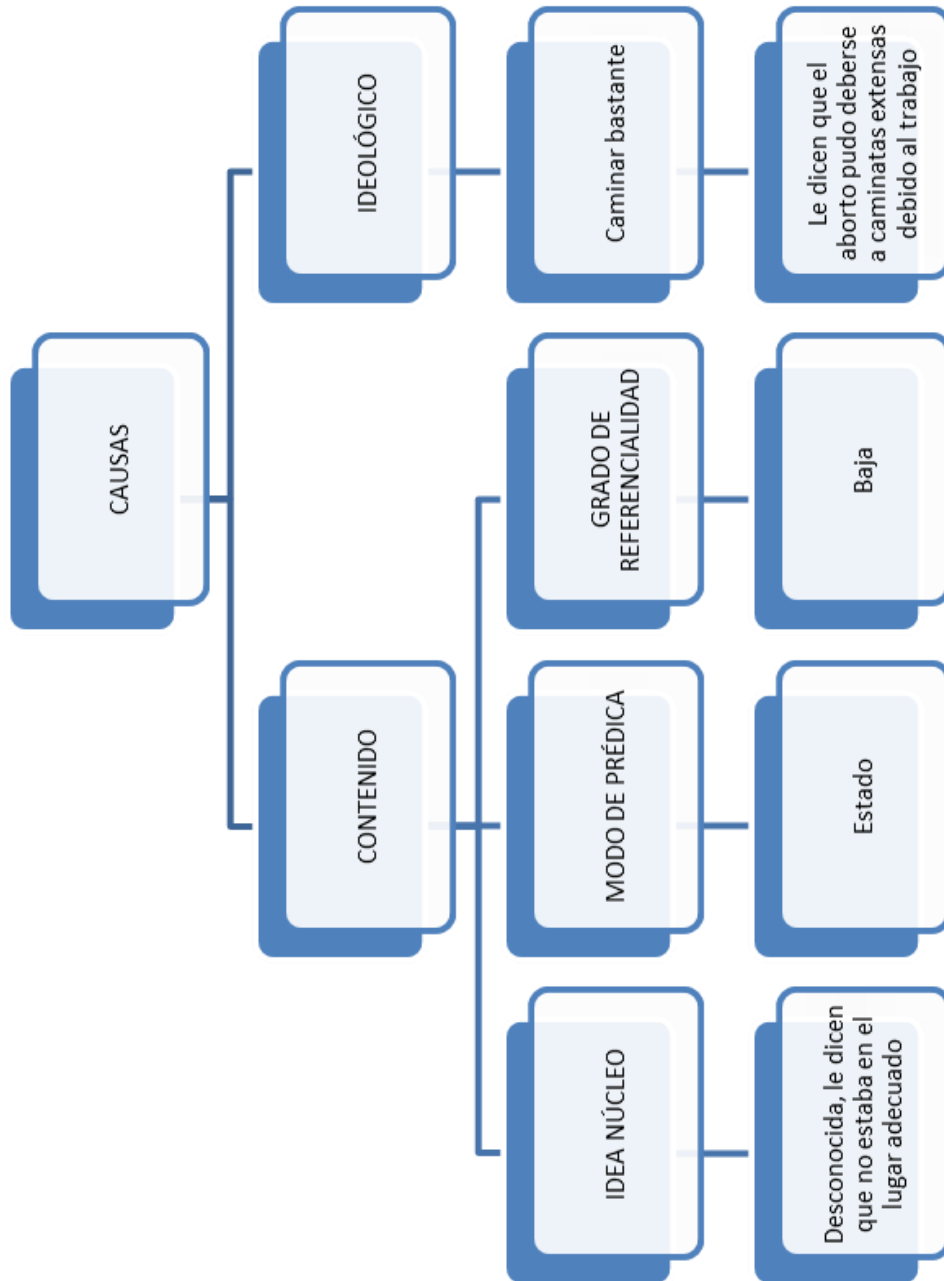 CAUSAS
CONTENIDO
IDEOLÓGICO
IDEA NÚCLEO
MODO DE PRÉDICA
GRADO DE
REFERENCIALIDAD
Caminar bastante
Desconocida, le dicen
que no estaba en el
lugar adecuado
Estado
Baja
Le dicen que el
aborto pudo deberse
a caminatas extensas
debido al trabajo